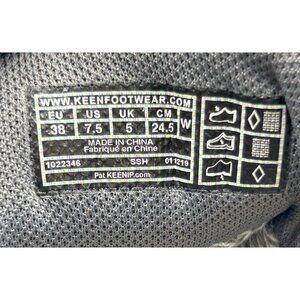 WWW.KEENFOOTWEAR.COM
EU US UK CM
38 7.5 5 24.5 W
MADE IN CHINA
Fabriqué en Chine
1022346 SSH 011219
Pat KEENIP.com